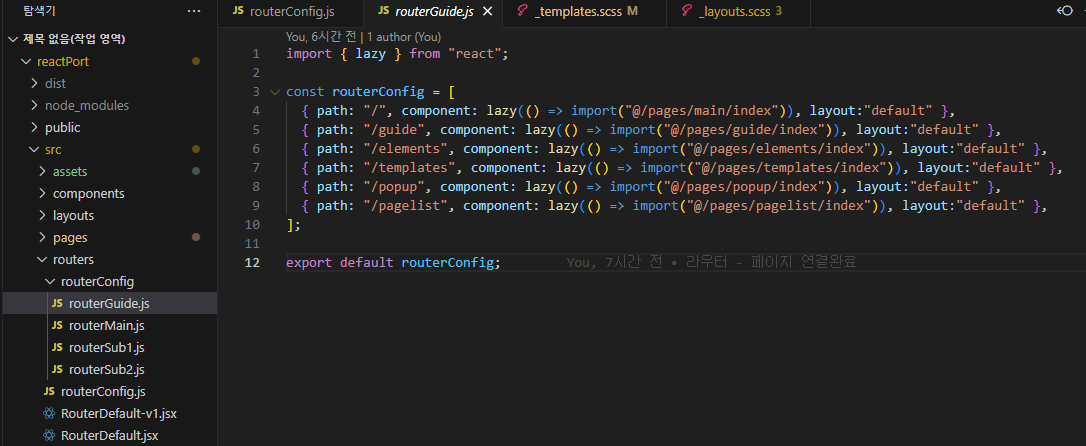 탐색기
···
제목 없음(작업 영역)
reactPort
dist
node_modules
public
src
assets
components
layouts
pages
routers
routerConfig
JS routerGuide.js
JS routerMain.js
JS routerSub1.js
JS routerSub2.js
JS routerConfig.js
RouterDefault-v1.jsx
RouterDefault.jsx
JS routerConfig.js
JS routerGuide.js
_templates.scss M
_layouts.scss 3
You, 6시간 전 | 1 author (You)
1 import { lazy } from "react";
2
3 const routerConfig = [
4 { path: "/", component: lazy(() => import("@/pages/main/index")), layout:"default" },
5 { path: "/guide", component: lazy(() => import("@/pages/guide/index")), layout:"default" },
6 { path: "/elements", component: lazy(() => import("@/pages/elements/index")), layout:"default" },
7 { path: "/templates", component: lazy(() => import("@/pages/templates/index")), layout:"default" },
8 { path: "/popup", component: lazy(() => import("@/pages/popup/index")), layout:"default" },
9 { path: "/pagelist", component: lazy(() => import("@/pages/pagelist/index")), layout:"default" },
10 ];
11
12 export default routerConfig; You, 7시간 전 • 라우터 - 페이지 연결완료